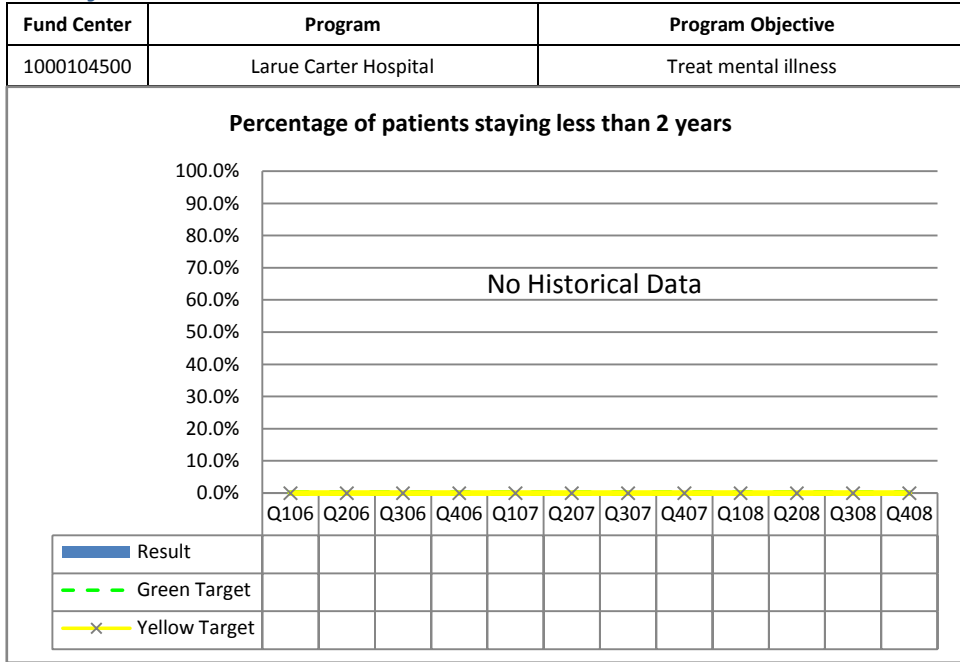 Fund Center Program Program Objective
1000104500 Larue Carter Hospital Treat mental illness
Percentage of patients staying less than 2 years
100.0%
90.0%
80.0%
70.0%
No Historical Data
60.0%
50.0%
40.0%
30.0%
20.0%
10.0%
0.0%
Q106 Q206 Q306 Q406 Q107 Q207 Q307 Q407 Q108 Q208 Q308 Q408
Result
Green Target
Yellow Target